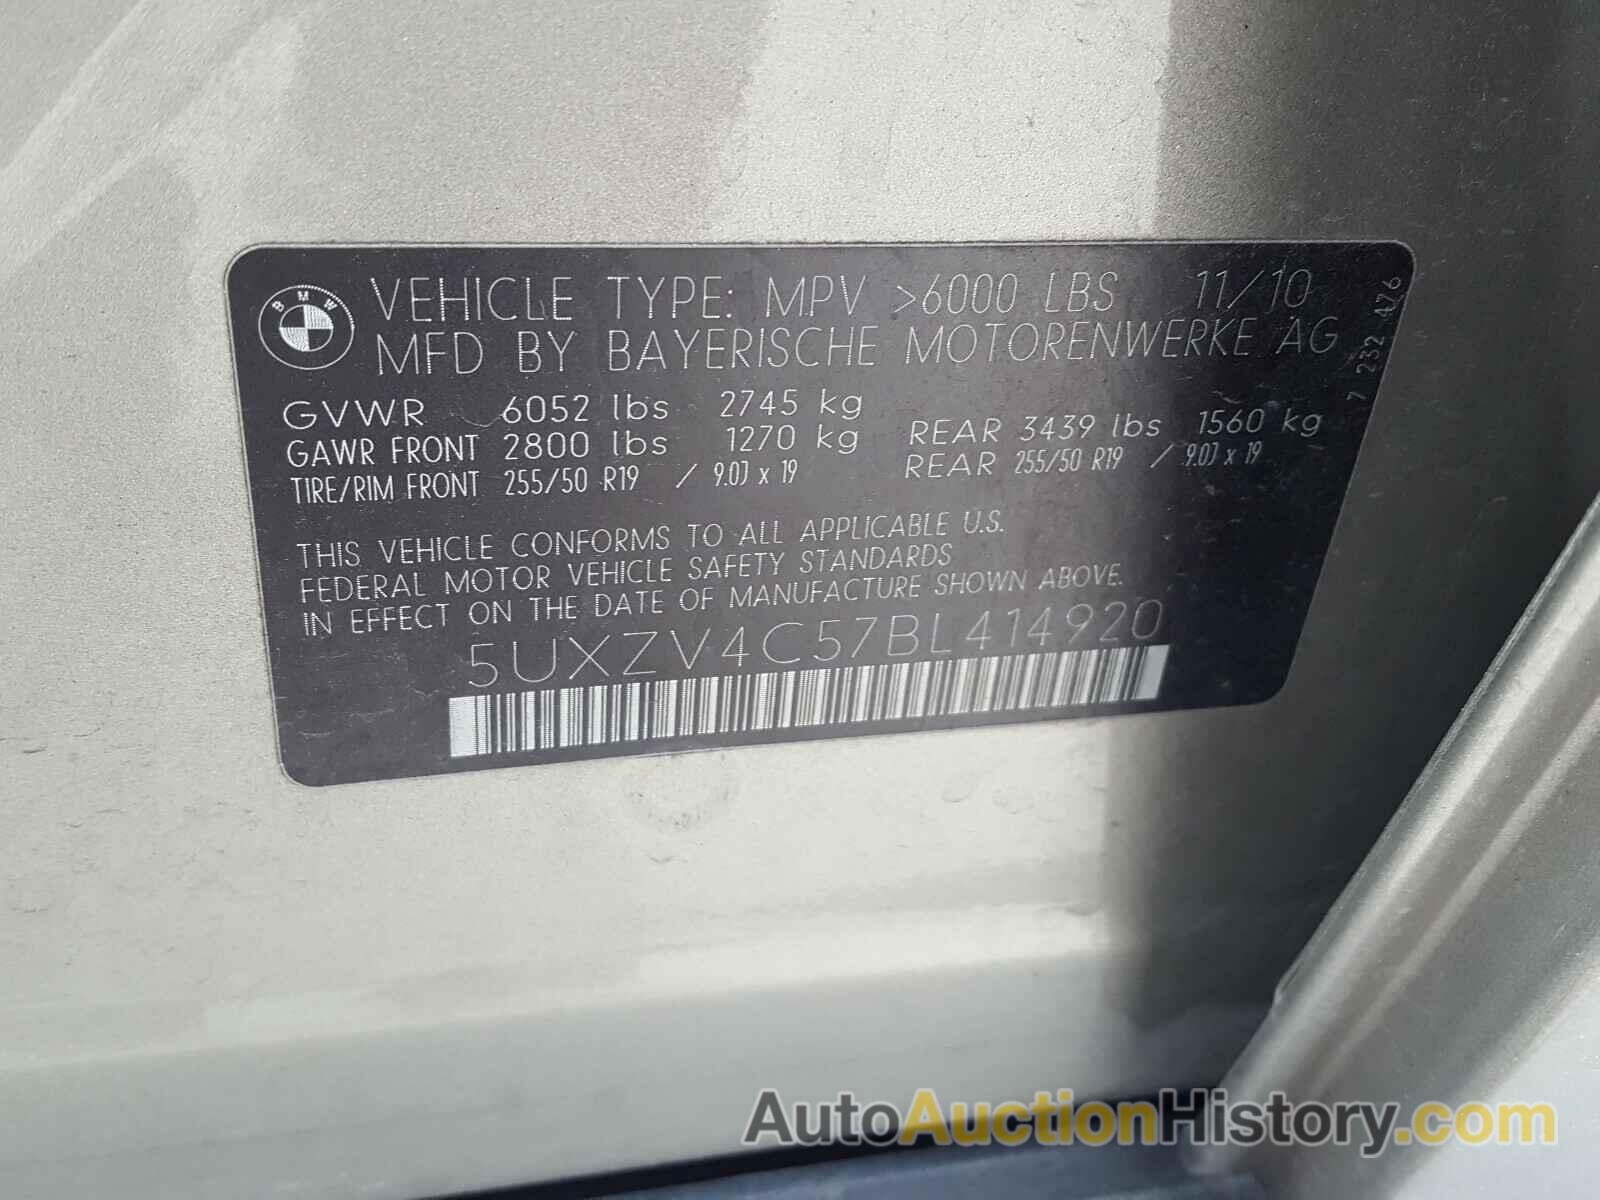 BMW
VEHICLE TYPE: MPV >6000 LBS 11/10
MFD BY BAYERISCHE MOTORENWERKE AG
7 232 476
GVWR 6052 lbs 2745 kg
GAWR FRONT 2800 lbs 1270 kg REAR 3439 lbs 1560 kg
TIRE/RIM FRONT 255/50 R19 / 9.0J x 19 REAR 255/50 R19 / 9.0J x 19
THIS VEHICLE CONFORMS TO ALL APPLICABLE U.S.
FEDERAL MOTOR VEHICLE SAFETY STANDARDS
IN EFFECT ON THE DATE OF MANUFACTURE SHOWN ABOVE.
5UXZV4C57BL414920
AutoAuctionHistory.com